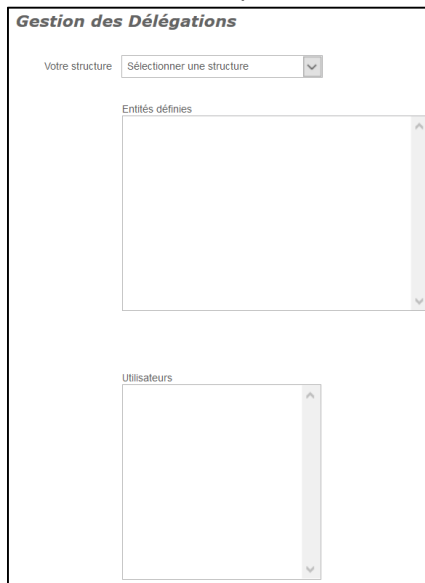 Gestion des Délégations
Votre structure Sélectionner une structure
Entités définies
Utilisateurs